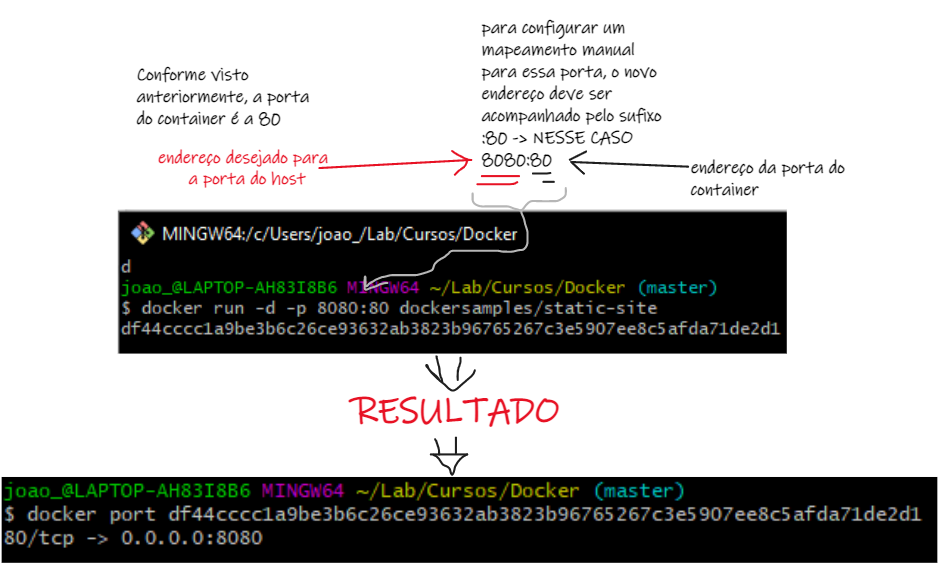 para configurar um
mapeamento manual
para essa porta, o novo
endereço deve ser
acompanhado pelo sufixo
:80 -> NESSE CASO
8080:80
Conforme visto
anteriormente, a porta
do container é a 80
endereço desejado para
a porta do host
endereço da porta do
container
MINGW64:/c/Users/joao_/Lab/Cursos/Docker
d
joao_@LAPTOP-AH83I8B6 MINGW64 ~/Lab/Cursos/Docker (master)
$ docker run -d -p 8080:80 dockersamples/static-site
df44cccc1a9be3b6c26ce93632ab3823b96765267c3e5907ee8c5afda71de2d1
RESULTADO
joao_@LAPTOP-AH83I8B6 MINGW64 ~/Lab/Cursos/Docker (master)
$ docker port df44cccc1a9be3b6c26ce93632ab3823b96765267c3e5907ee8c5afda71de2d1
80/tcp -> 0.0.0.0:8080